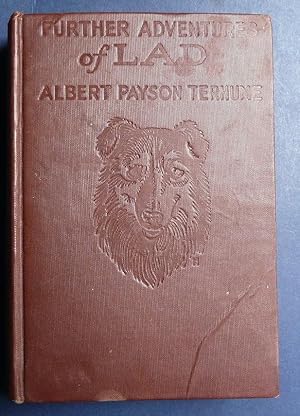 FURTHER ADVENTURES
of LAD
ALBERT PAYSON TERHUNE